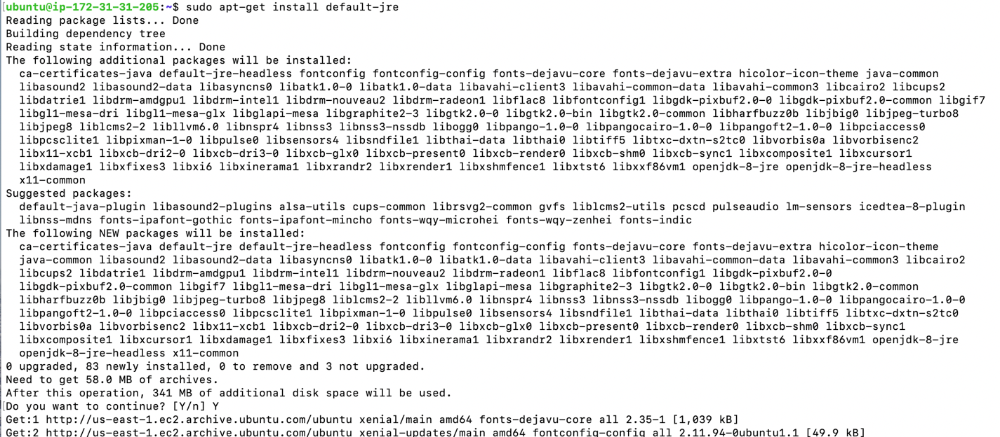 ubuntu@ip-172-31-31-205:~$ sudo apt-get install default-jre
Reading package lists... Done
Building dependency tree
Reading state information... Done
The following additional packages will be installed:
ca-certificates-java default-jre-headless fontconfig fontconfig-config fonts-dejavu-core fonts-dejavu-extra hicolor-icon-theme java-common
libasound2 libasound2-data libasyncns0 libatk1.0-0 libatk1.0-data libavahi-client3 libavahi-common-data libavahi-common3 libcairo2 libcups2
libdatrie1 libdrm-amdgpu1 libdrm-intel1 libdrm-nouveau2 libdrm-radeon1 libflac8 libfontconfig1 libgdk-pixbuf2.0-0 libgdk-pixbuf2.0-common libgif7
libgl1-mesa-dri libgl1-mesa-glx libglapi-mesa libgraphite2-3 libgtk2.0-0 libgtk2.0-bin libgtk2.0-common libharfbuzz0b libjbig0 libjpeg-turbo8
libjpeg8 liblcms2-2 libllvm6.0 libnspr4 libnss3 libnss3-nssdb libogg0 libpango-1.0-0 libpangocairo-1.0-0 libpangoft2-1.0-0 libpciaccess0
libpcsclite1 libpixman-1-0 libpulse0 libsensors4 libsndfile1 libthai-data libthai0 libtiff5 libtxc-dxtn-s2tc0 libvorbis0a libvorbisenc2
libx11-xcb1 libxcb-dri2-0 libxcb-dri3-0 libxcb-glx0 libxcb-present0 libxcb-render0 libxcb-shm0 libxcb-sync1 libxcomposite1 libxcursor1
libxdamage1 libxfixes3 libxi6 libxinerama1 libxrandr2 libxrender1 libxshmfence1 libxtst6 libxxf86vm1 openjdk-8-jre openjdk-8-jre-headless
x11-common
Suggested packages:
default-java-plugin libasound2-plugins alsa-utils cups-common librsvg2-common gvfs liblcms2-utils pcscd pulseaudio lm-sensors icedtea-8-plugin
libnss-mdns fonts-ipafont-gothic fonts-ipafont-mincho fonts-wqy-microhei fonts-wqy-zenhei fonts-indic
The following NEW packages will be installed:
ca-certificates-java default-jre default-jre-headless fontconfig fontconfig-config fonts-dejavu-core fonts-dejavu-extra hicolor-icon-theme
java-common libasound2 libasound2-data libasyncns0 libatk1.0-0 libatk1.0-data libavahi-client3 libavahi-common-data libavahi-common3 libcairo2
libcups2 libdatrie1 libdrm-amdgpu1 libdrm-intel1 libdrm-nouveau2 libdrm-radeon1 libflac8 libfontconfig1 libgdk-pixbuf2.0-0
libgdk-pixbuf2.0-common libgif7 libgl1-mesa-dri libgl1-mesa-glx libglapi-mesa libgraphite2-3 libgtk2.0-0 libgtk2.0-bin libgtk2.0-common
libharfbuzz0b libjbig0 libjpeg-turbo8 libjpeg8 liblcms2-2 libllvm6.0 libnspr4 libnss3 libnss3-nssdb libogg0 libpango-1.0-0 libpangocairo-1.0-0
libpangoft2-1.0-0 libpciaccess0 libpcsclite1 libpixman-1-0 libpulse0 libsensors4 libsndfile1 libthai-data libthai0 libtiff5 libtxc-dxtn-s2tc0
libvorbis0a libvorbisenc2 libx11-xcb1 libxcb-dri2-0 libxcb-dri3-0 libxcb-glx0 libxcb-present0 libxcb-render0 libxcb-shm0 libxcb-sync1
libxcomposite1 libxcursor1 libxdamage1 libxfixes3 libxi6 libxinerama1 libxrandr2 libxrender1 libxshmfence1 libxtst6 libxxf86vm1 openjdk-8-jre
openjdk-8-jre-headless x11-common
0 upgraded, 83 newly installed, 0 to remove and 3 not upgraded.
Need to get 58.0 MB of archives.
After this operation, 341 MB of additional disk space will be used.
Do you want to continue? [Y/n] Y
Get:1 http://us-east-1.ec2.archive.ubuntu.com/ubuntu xenial/main amd64 fonts-dejavu-core all 2.35-1 [1,039 kB]
Get:2 http://us-east-1.ec2.archive.ubuntu.com/ubuntu xenial-updates/main amd64 fontconfig-config all 2.11.94-0ubuntu1.1 [49.9 kB]